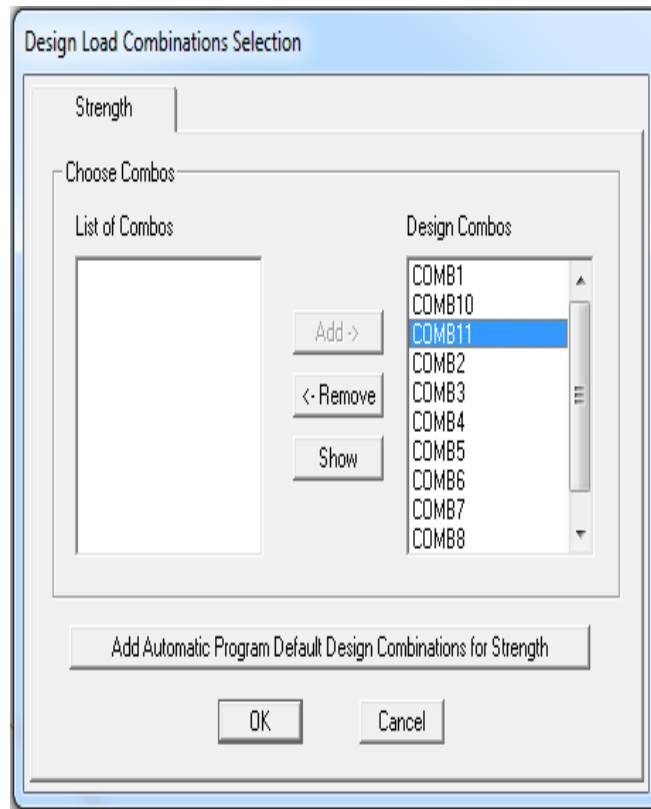 Design Load Combinations Selection
Strength
Choose Combos
List of Combos
Design Combos
COMB1
COMB10
COMB11
COMB2
COMB3
COMB4
COMB5
COMB6
COMB7
COMB8
Add ->
<- Remove
Show
Add Automatic Program Default Design Combinations for Strength
OK Cancel